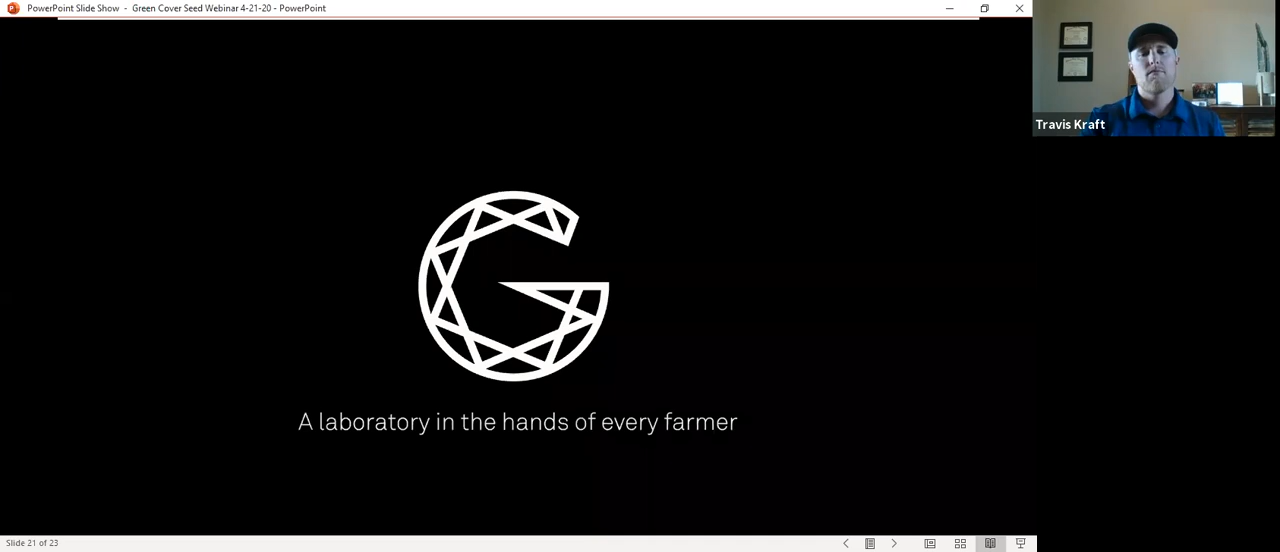 PowerPoint Slide Show - Green Cover Seed Webinar 4-21-20 - PowerPoint
Travis Kraft
G
A laboratory in the hands of every farmer
Slide 21 of 23